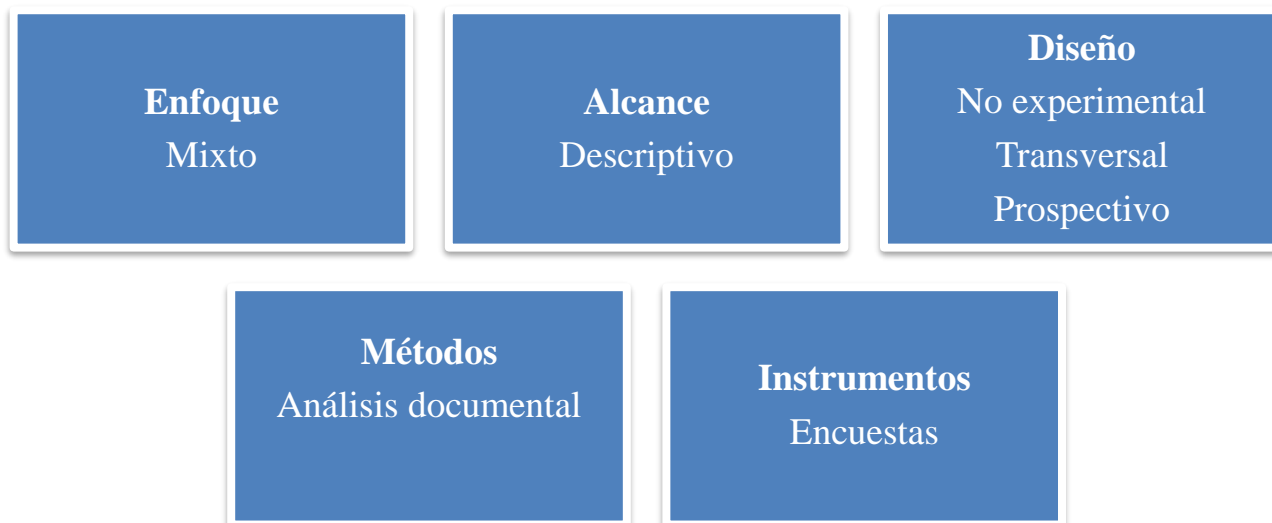 Enfoque
Mixto
Alcance
Descriptivo
Diseño
No experimental
Transversal
Prospectivo
Métodos
Análisis documental
Instrumentos
Encuestas